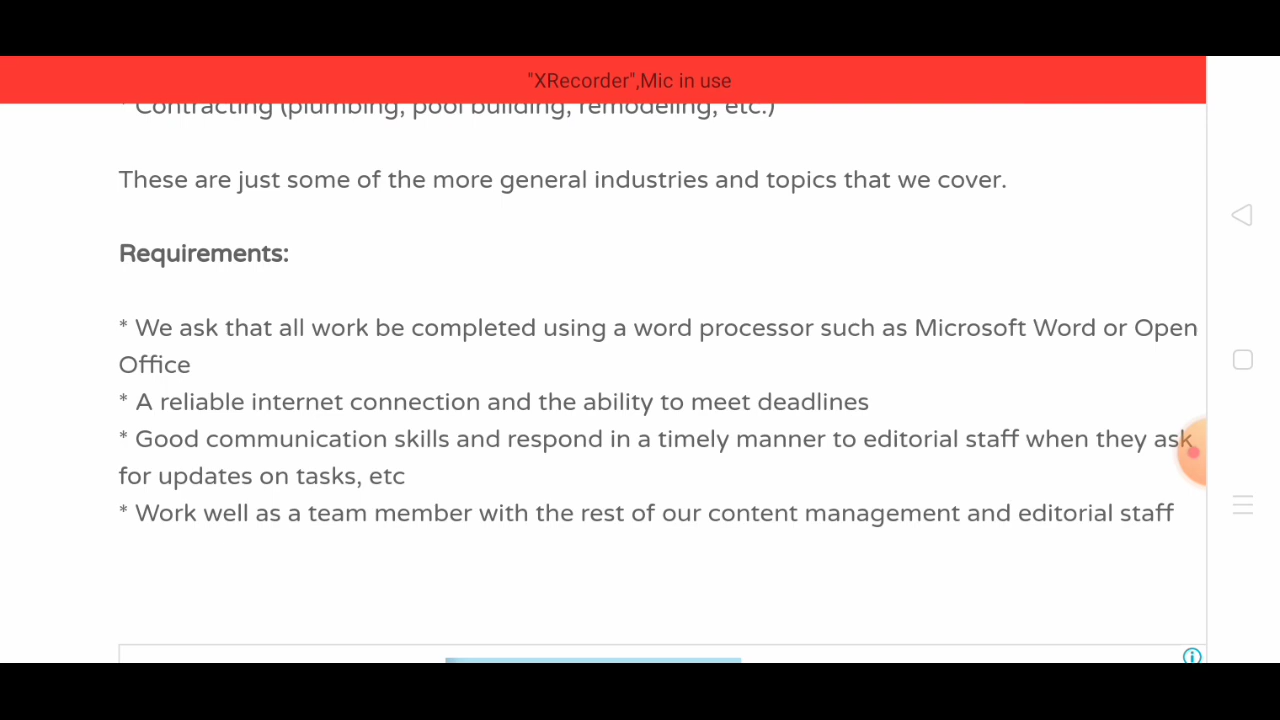 "XRecorder",Mic in use
* Contracting (plumbing, pool building, remodeling, etc.)
These are just some of the more general industries and topics that we cover.
Requirements:
* We ask that all work be completed using a word processor such as Microsoft Word or Open
Office
* A reliable internet connection and the ability to meet deadlines
* Good communication skills and respond in a timely manner to editorial staff when they ask
for updates on tasks, etc
* Work well as a team member with the rest of our content management and editorial staff